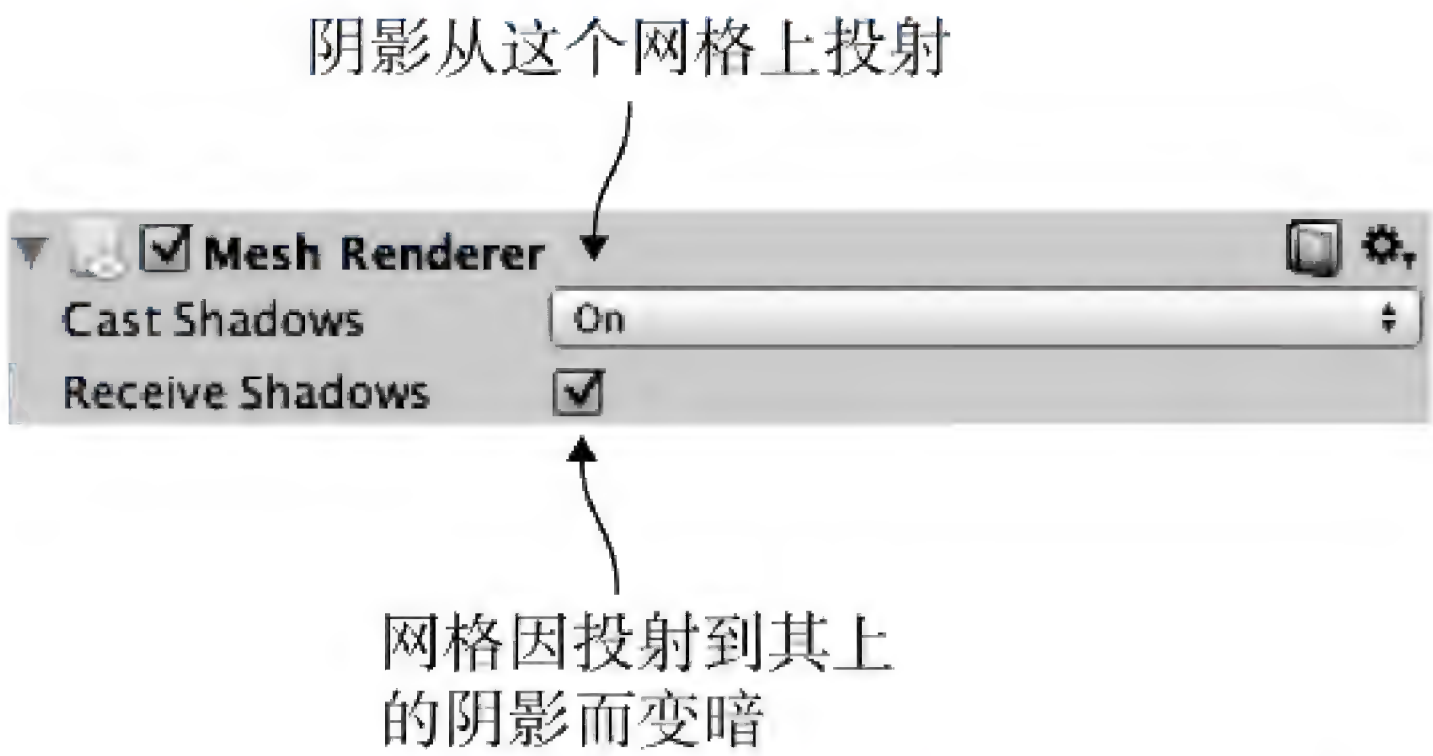 阴影从这个网格上投射
Mesh Renderer
Cast Shadows On
Receive Shadows
网格因投射到其上
的阴影而变暗